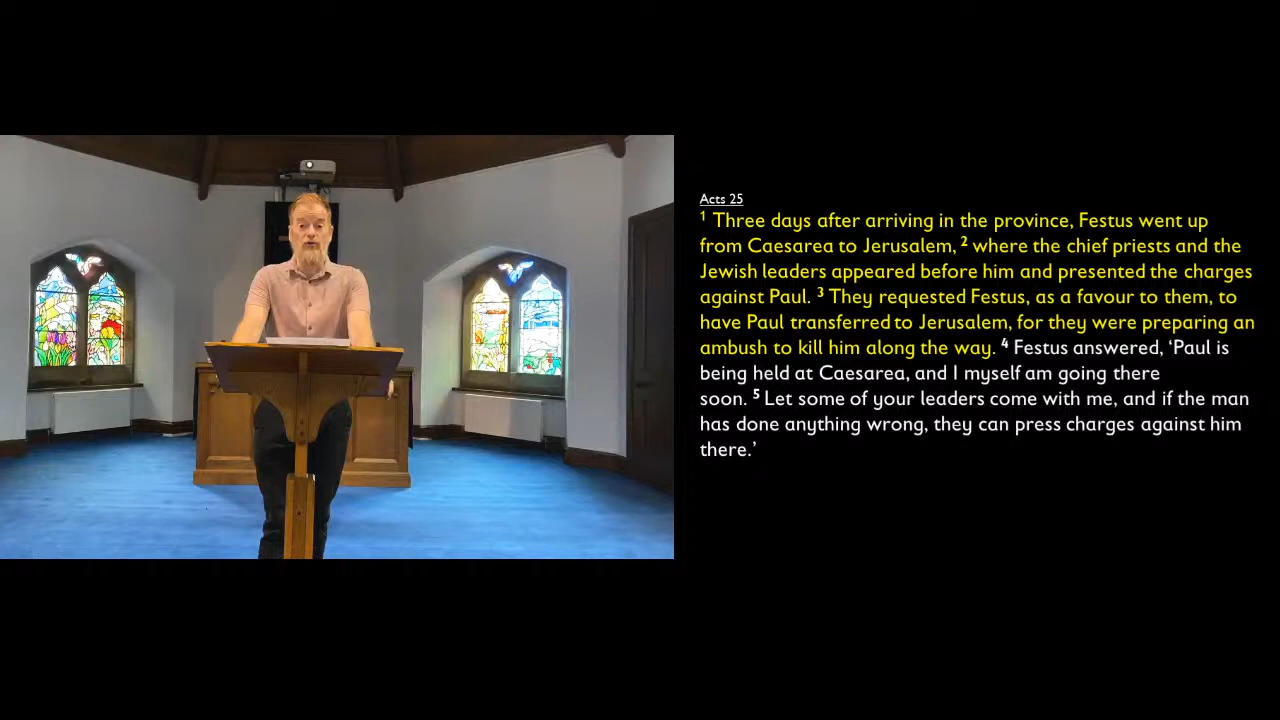 Acts 25
1 Three days after arriving in the province, Festus went up
from Caesarea to Jerusalem, 2 where the chief priests and the
Jewish leaders appeared before him and presented the charges
against Paul. 3 They requested Festus, as a favour to them, to
have Paul transferred to Jerusalem, for they were preparing an
ambush to kill him along the way. 4 Festus answered, ‘Paul is
being held at Caesarea, and I myself am going there
soon. 5 Let some of your leaders come with me, and if the man
has done anything wrong, they can press charges against him
there.’